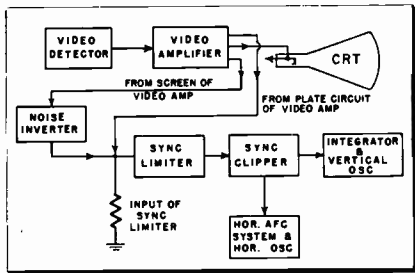 VIDEO
DETECTOR
VIDEO
AMPLIFIER
CRT
FROM SCREEN OF
VIDEO AMP
FROM PLATE CIRCUIT
OF VIDEO AMP
NOISE
INVERTER
SYNC
LIMITER
SYNC
CLIPPER
INTEGRATOR
&
VERTICAL
OSC
INPUT OF
SYNC
LIMITER
HOR. AFC
SYSTEM &
HOR. OSC